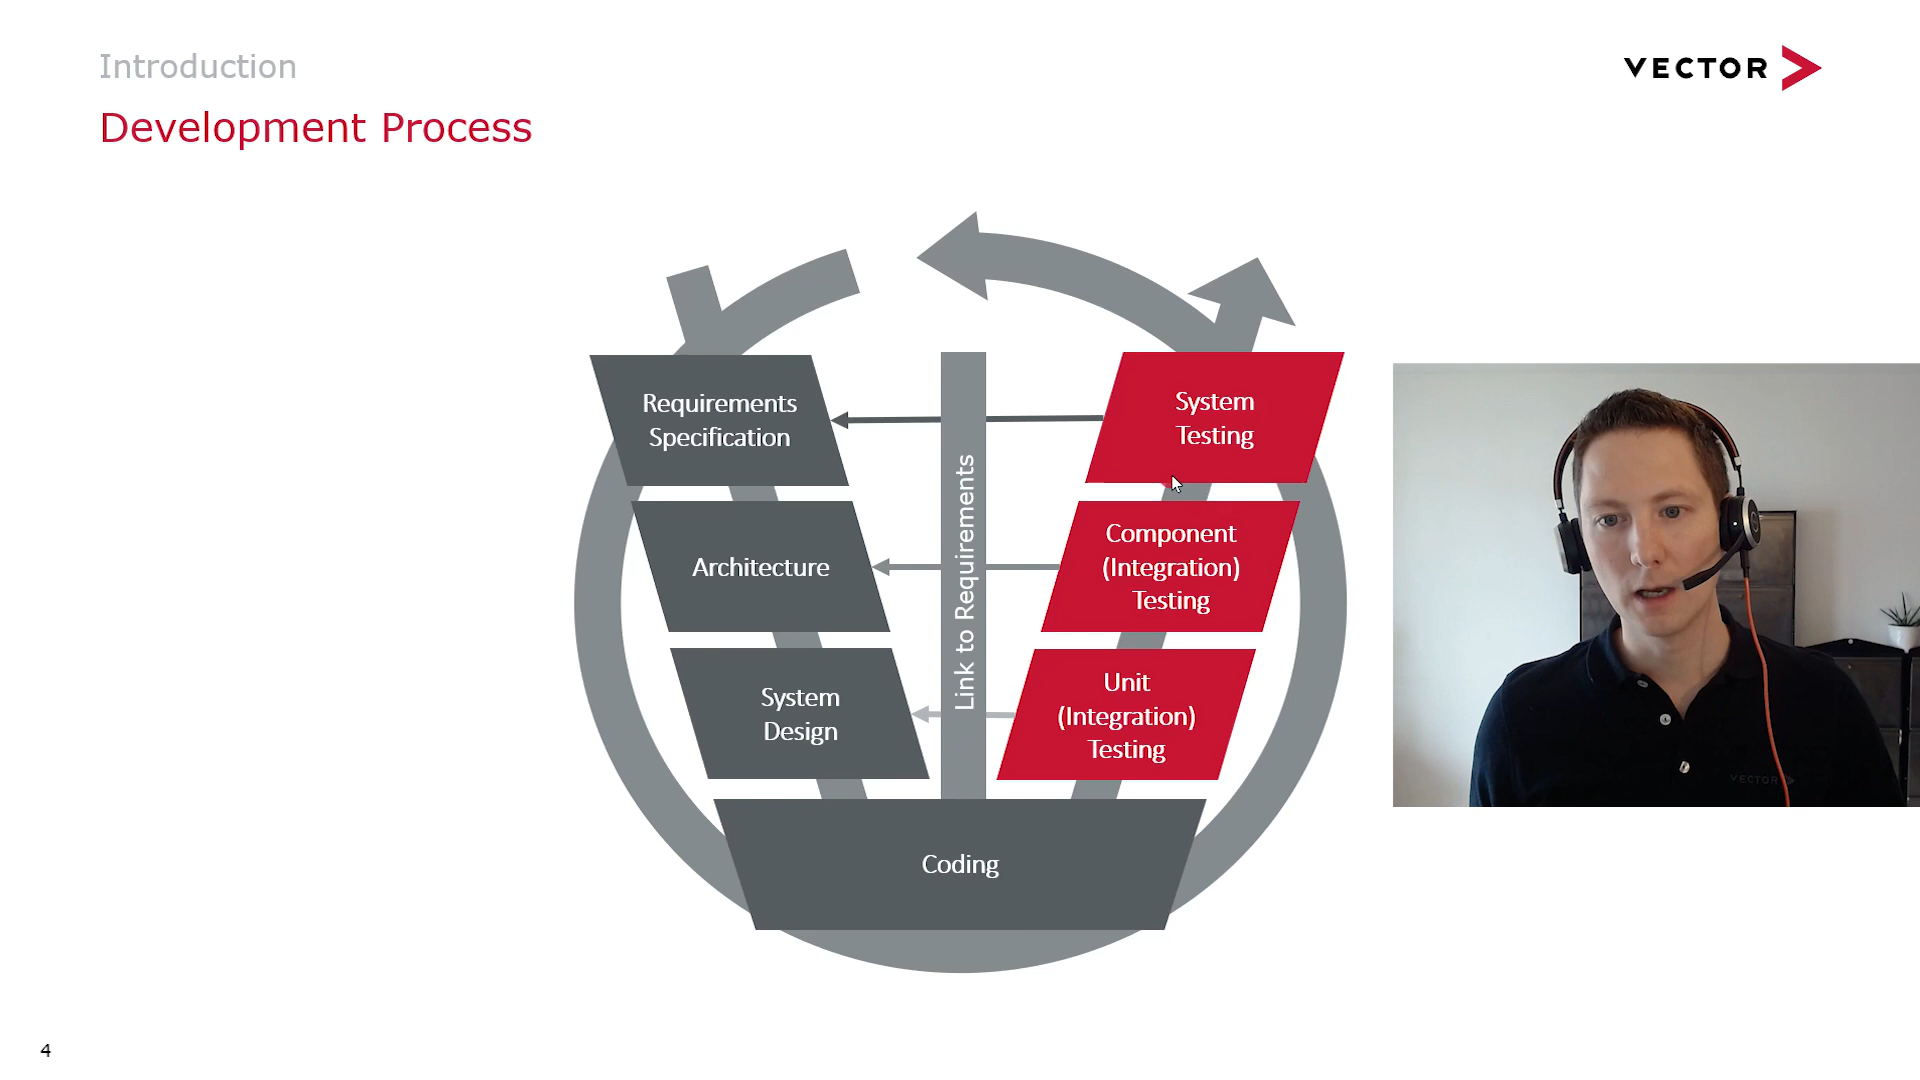 Introduction
VECTOR
Development Process
Requirements
Specification
System
Testing
Link to Requirements
Architecture
Component
(Integration)
Testing
System
Design
Unit
(Integration)
Testing
Coding
VECTOR
4